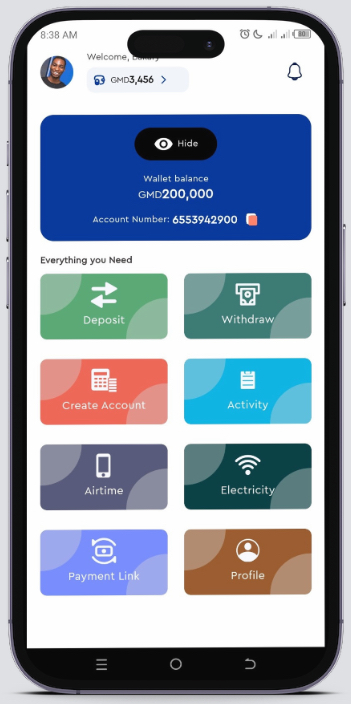 8:38 AM
80
Welcome,
GMD3,456 >
Hide
Wallet balance
GMD200,000
Account Number: 6553942900
Everything you Need
Deposit
Withdraw
Create Account
Activity
Airtime
Electricity
Payment Link
Profile